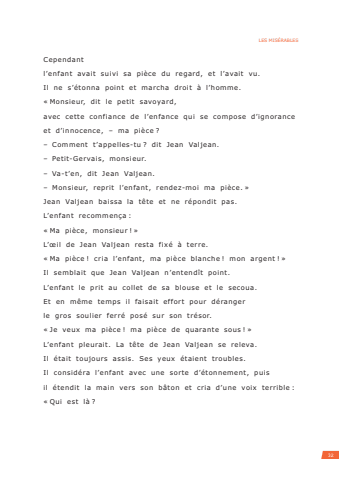 LES MISÉRABLES
Cependant
l'enfant avait suivi sa pièce du regard, et l'avait vu.
Il ne s'étonna point et marcha droit à l'homme.
« Monsieur, dit le petit savoyard,
avec cette confiance de l'enfance qui se compose d'ignorance
et d'innocence, – ma pièce ?
– Comment t'appelles-tu ? dit Jean Valjean.
– Petit-Gervais, monsieur.
– Va-t'en, dit Jean Valjean.
– Monsieur, reprit l'enfant, rendez-moi ma pièce. »
Jean Valjean baissa la tête et ne répondit pas.
L'enfant recommença :
« Ma pièce, monsieur ! »
L'œil de Jean Valjean resta fixé à terre.
« Ma pièce ! cria l'enfant, ma pièce blanche ! mon argent ! »
Il semblait que Jean Valjean n'entendît point.
L'enfant le prit au collet de sa blouse et le secoua.
Et en même temps il faisait effort pour déranger
le gros soulier ferré posé sur son trésor.
« Je veux ma pièce ! ma pièce de quarante sous ! »
L'enfant pleurait. La tête de Jean Valjean se releva.
Il était toujours assis. Ses yeux étaient troubles.
Il considéra l'enfant avec une sorte d'étonnement, puis
il étendit la main vers son bâton et cria d'une voix terrible :
« Qui est là ?